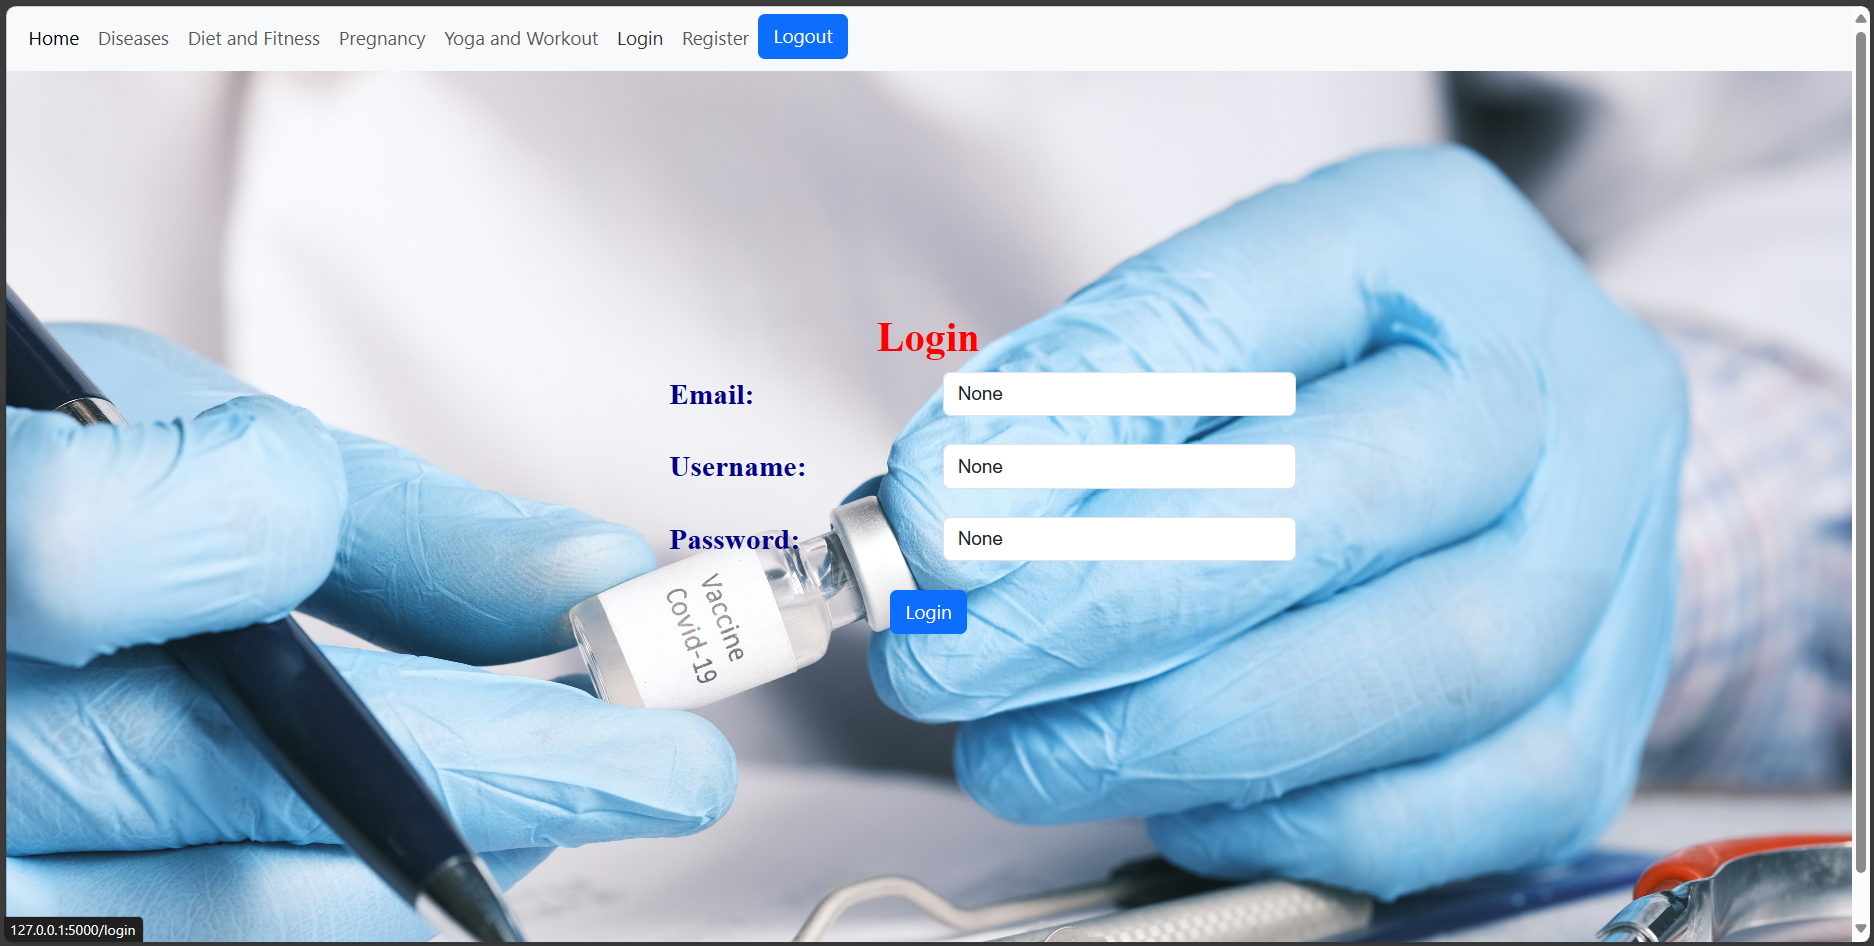 Home Diseases Diet and Fitness Pregnancy Yoga and Workout Login Register Logout
Login
Email: None
Username: None
Password: None
Vaccine
Covid-19
Login
127.0.0.1:5000/login